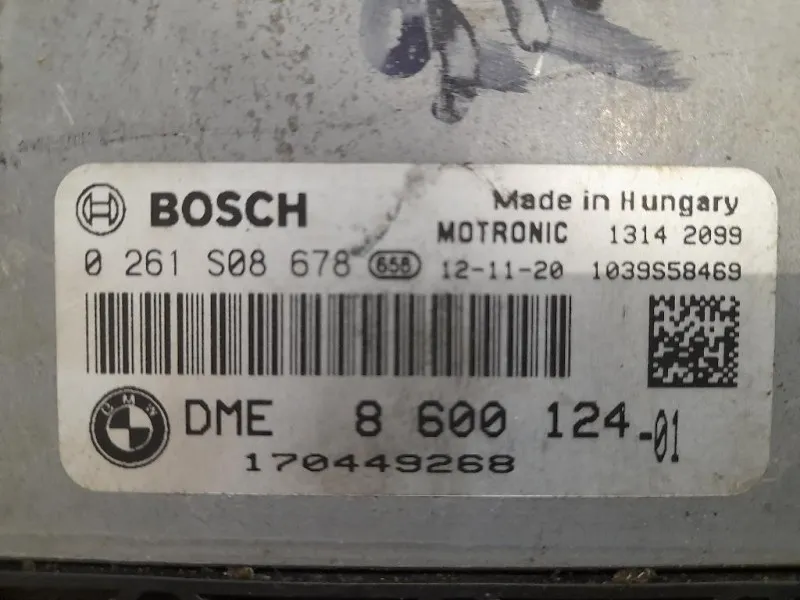 BOSCH Made in Hungary
MOTRONIC 1314 2099
0 261 S08 678 658 12-11-20 1039S58469
BMW DME 8 600 124-01
170449268